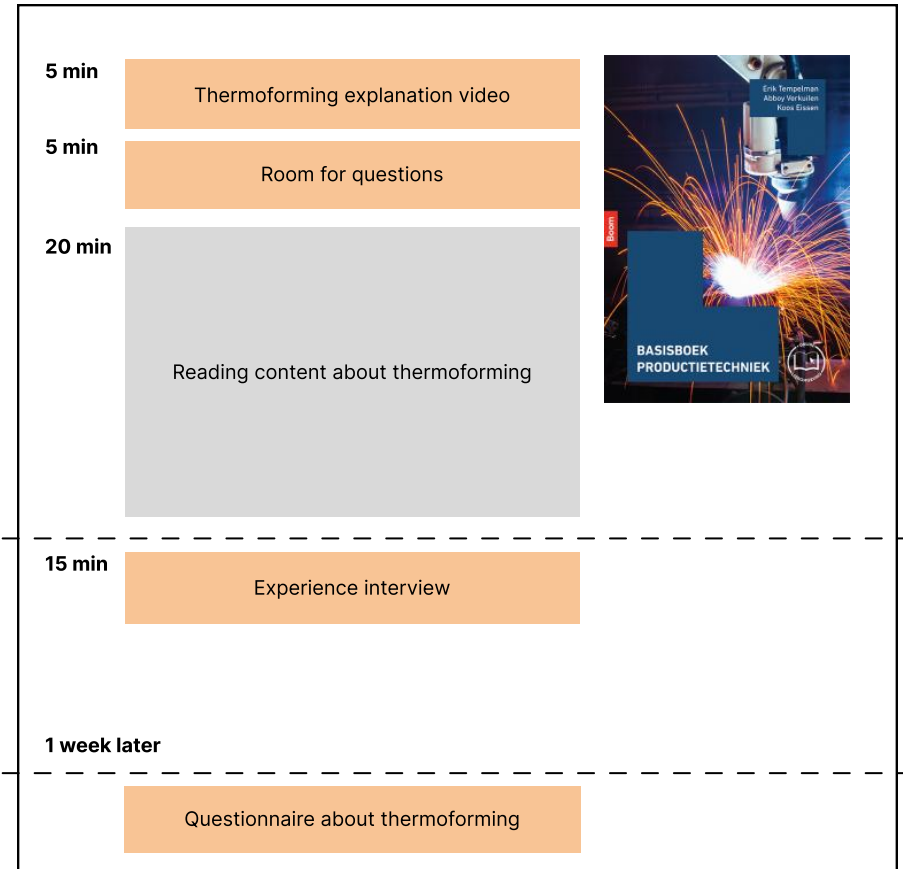 5 min
Thermoforming explanation video
5 min
Room for questions
20 min
Reading content about thermoforming
Erik Tempelman
Abboy Verkuilen
Koos Eissen
Boom
BASISBOEK
PRODUCTIETECHNIEK
15 min
Experience interview
1 week later
Questionnaire about thermoforming